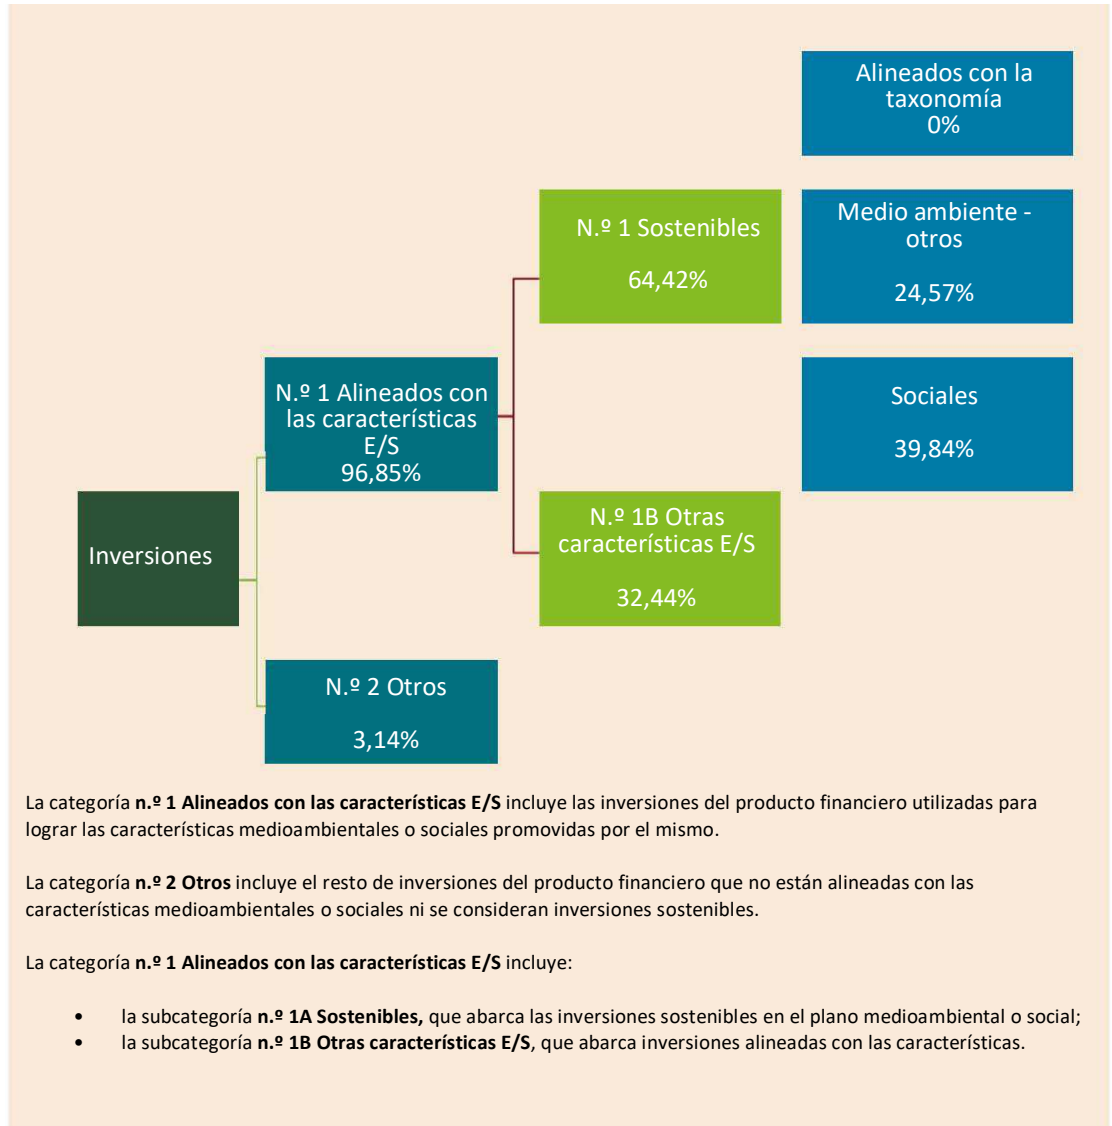 Alineados con la
taxonomía
0%
N.º 1 Sostenibles
64,42%
Medio ambiente -
otros
24,57%
N.º 1 Alineados con
las características
E/S
96,85%
Sociales
39,84%
Inversiones
N.º 1B Otras
características E/S
32,44%
N.º 2 Otros
3,14%
La categoría n.º 1 Alineados con las características E/S incluye las inversiones del producto financiero utilizadas para
lograr las características medioambientales o sociales promovidas por el mismo.
La categoría n.º 2 Otros incluye el resto de inversiones del producto financiero que no están alineadas con las
características medioambientales o sociales ni se consideran inversiones sostenibles.
La categoría n.º 1 Alineados con las características E/S incluye:
• la subcategoría n.º 1A Sostenibles, que abarca las inversiones sostenibles en el plano medioambiental o social;
• la subcategoría n.º 1B Otras características E/S, que abarca inversiones alineadas con las características.